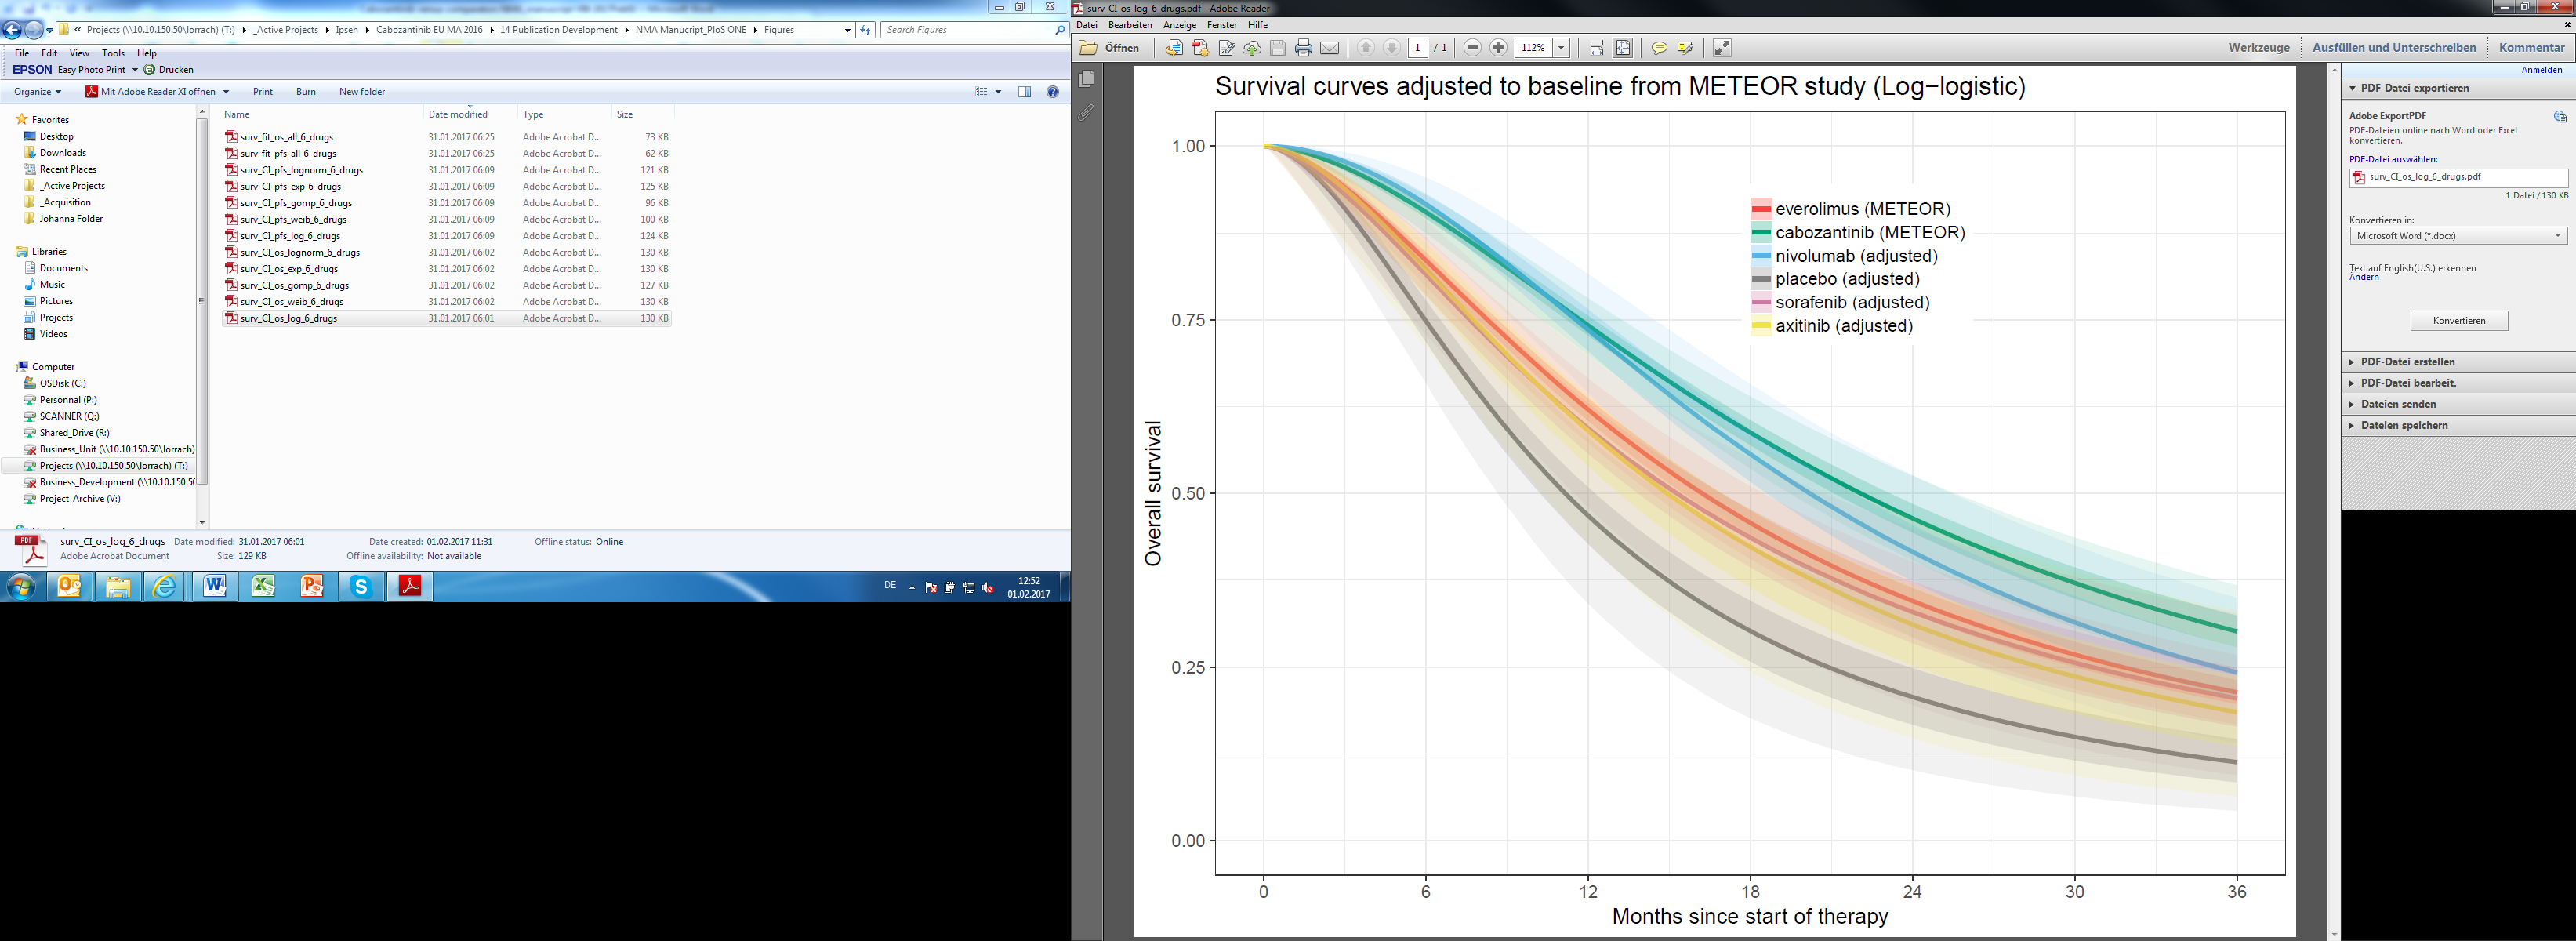 Projects (\\10.10.150.50\lorrach) (T:) ▸ _Active Projects ▸ Ipsen ▸ Cabozantinib EU MA 2016 ▸ 14 Publication Development ▸ NMA Manucript_PloS ONE ▸ Figures
Search Figures
File Edit View Tools Help
EPSON Easy Photo Print Drucken
Organize Mit Adobe Reader XI öffnen Print Burn New folder
Favorites
Desktop
Downloads
Recent Places
_Active Projects
_Acquisition
Johanna Folder
Libraries
Documents
Music
Pictures
Projects
Videos
Computer
OSDisk (C:)
Personnal (P:)
SCANNER (Q:)
Shared_Drive (R:)
Business_Unit (\\10.10.150.50\lorrach)
Projects (\\10.10.150.50\lorrach) (T:)
Business_Development (\\10.10.150.50
Project_Archive (V:)
Name Date modified Type Size
surv_fit_os_all_6_drugs 31.01.2017 06:25 Adobe Acrobat D... 73 KB
surv_fit_pfs_all_6_drugs 31.01.2017 06:25 Adobe Acrobat D... 62 KB
surv_CI_pfs_lognorm_6_drugs 31.01.2017 06:09 Adobe Acrobat D... 121 KB
surv_CI_pfs_exp_6_drugs 31.01.2017 06:09 Adobe Acrobat D... 125 KB
surv_CI_pfs_gomp_6_drugs 31.01.2017 06:09 Adobe Acrobat D... 96 KB
surv_CI_pfs_weib_6_drugs 31.01.2017 06:09 Adobe Acrobat D... 100 KB
surv_CI_pfs_log_6_drugs 31.01.2017 06:09 Adobe Acrobat D... 124 KB
surv_CI_os_lognorm_6_drugs 31.01.2017 06:02 Adobe Acrobat D... 130 KB
surv_CI_os_exp_6_drugs 31.01.2017 06:02 Adobe Acrobat D... 130 KB
surv_CI_os_gomp_6_drugs 31.01.2017 06:02 Adobe Acrobat D... 127 KB
surv_CI_os_weib_6_drugs 31.01.2017 06:02 Adobe Acrobat D... 130 KB
surv_CI_os_log_6_drugs 31.01.2017 06:01 Adobe Acrobat D... 130 KB
PDF
surv_CI_os_log_6_drugs Date modified: 31.01.2017 06:01 Date created: 01.02.2017 11:31 Offline status: Online
Adobe Acrobat Document Size: 129 KB Offline availability: Not available
DE
12:52
01.02.2017
surv_CI_os_log_6_drugs.pdf - Adobe Reader
Datei Bearbeiten Anzeige Fenster Hilfe
Öffnen 1 / 1 112% Werkzeuge Ausfüllen und Unterschreiben Kommentar
Survival curves adjusted to baseline from METEOR study (Log−logistic)
everolimus (METEOR)
cabozantinib (METEOR)
nivolumab (adjusted)
placebo (adjusted)
sorafenib (adjusted)
axitinib (adjusted)
Overall survival
1.00
0.75
0.50
0.25
0.00
0 6 12 18 24 30 36
Months since start of therapy
Anmelden
PDF-Datei exportieren
Adobe ExportPDF
PDF-Dateien online nach Word oder Excel
konvertieren.
PDF-Datei auswählen:
surv_CI_os_log_6_drugs.pdf
1 Datei / 130 KB
Konvertieren in:
Microsoft Word (*.docx)
Text auf English(U.S.) erkennen
Ändern
Konvertieren
PDF-Datei erstellen
PDF-Datei bearbeit.
Dateien senden
Dateien speichern